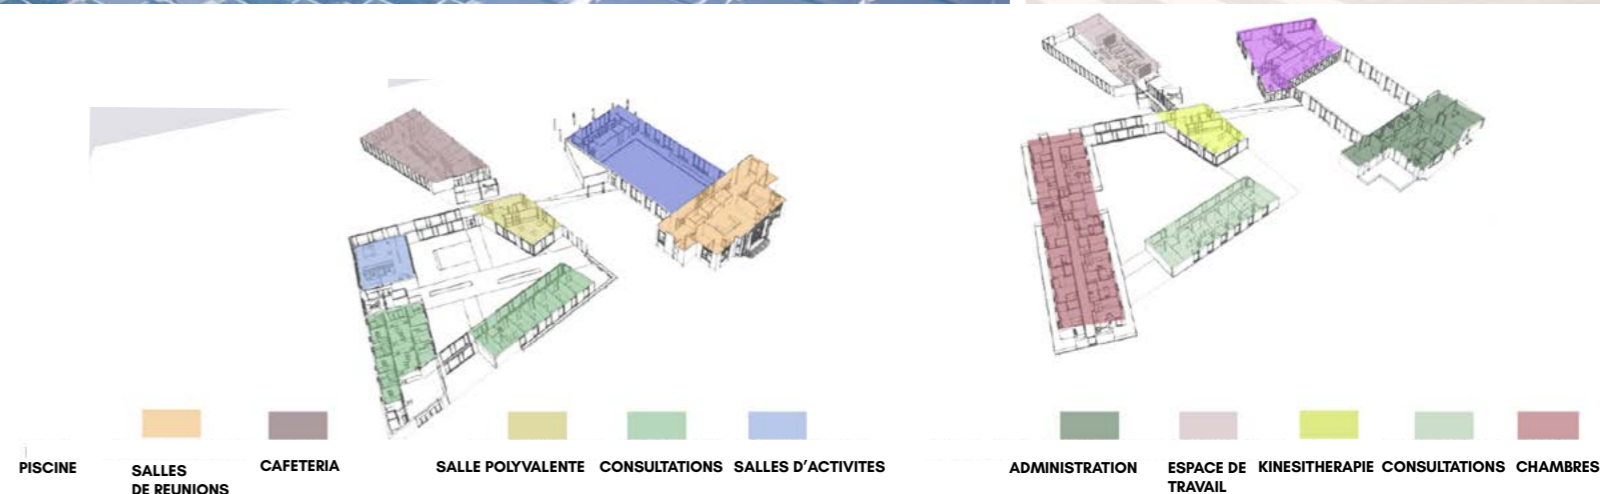 PISCINE
SALLES
DE REUNIONS
CAFETERIA
SALLE POLYVALENTE
CONSULTATIONS
SALLES D'ACTIVITES
ADMINISTRATION
ESPACE DE
TRAVAIL
KINESITHERAPIE
CONSULTATIONS
CHAMBRES